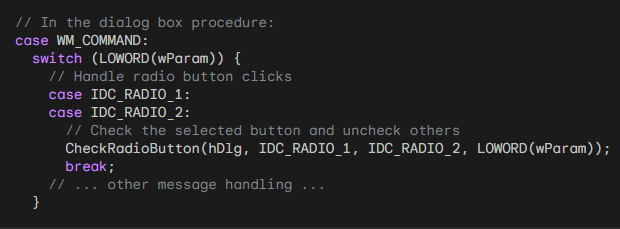 // In the dialog box procedure:
case WM_COMMAND:
  switch (LOWORD(wParam)) {
    // Handle radio button clicks
    case IDC_RADIO_1:
    case IDC_RADIO_2:
      // Check the selected button and uncheck others
      CheckRadioButton(hDlg, IDC_RADIO_1, IDC_RADIO_2, LOWORD(wParam));
      break;
    // ... other message handling ...
  }